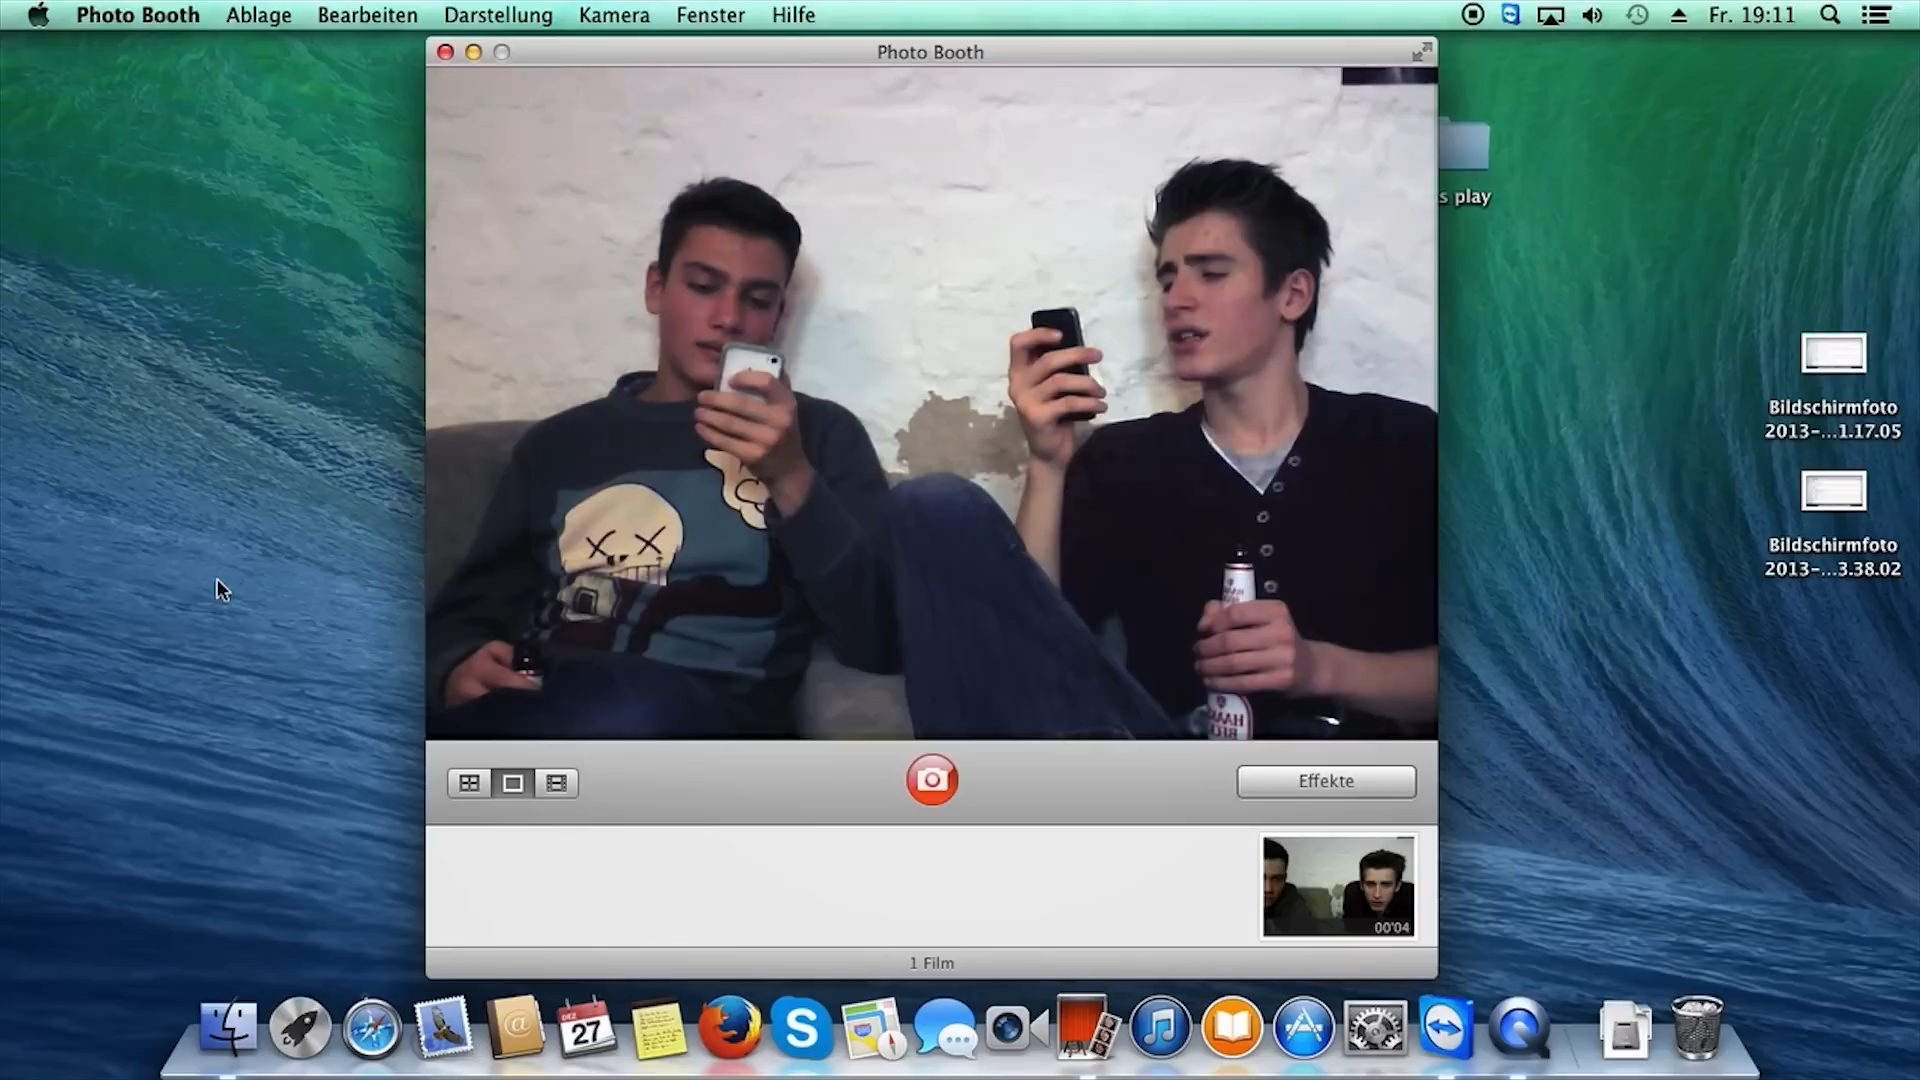 Photo Booth Ablage Bearbeiten Darstellung Kamera Fenster Hilfe Fr. 19:11
Photo Booth
s play
Bildschirmfoto
2013-...1.17.05
Bildschirmfoto
2013-...3.38.02
Effekte
00'04
1 Film
DEZ
27